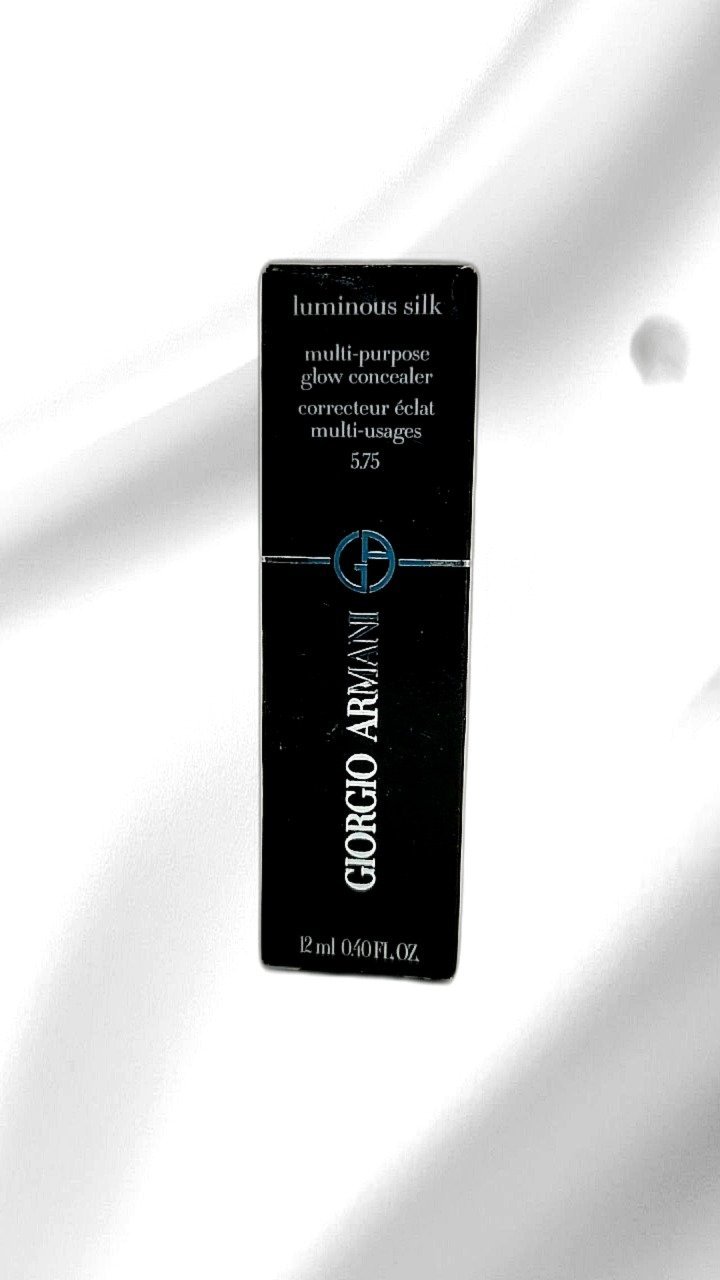 luminous silk
multi-purpose
glow concealer
correcteur éclat
multi-usages
5.75
GA
GIORGIO ARMANI
12 ml 0.40 FL. OZ.